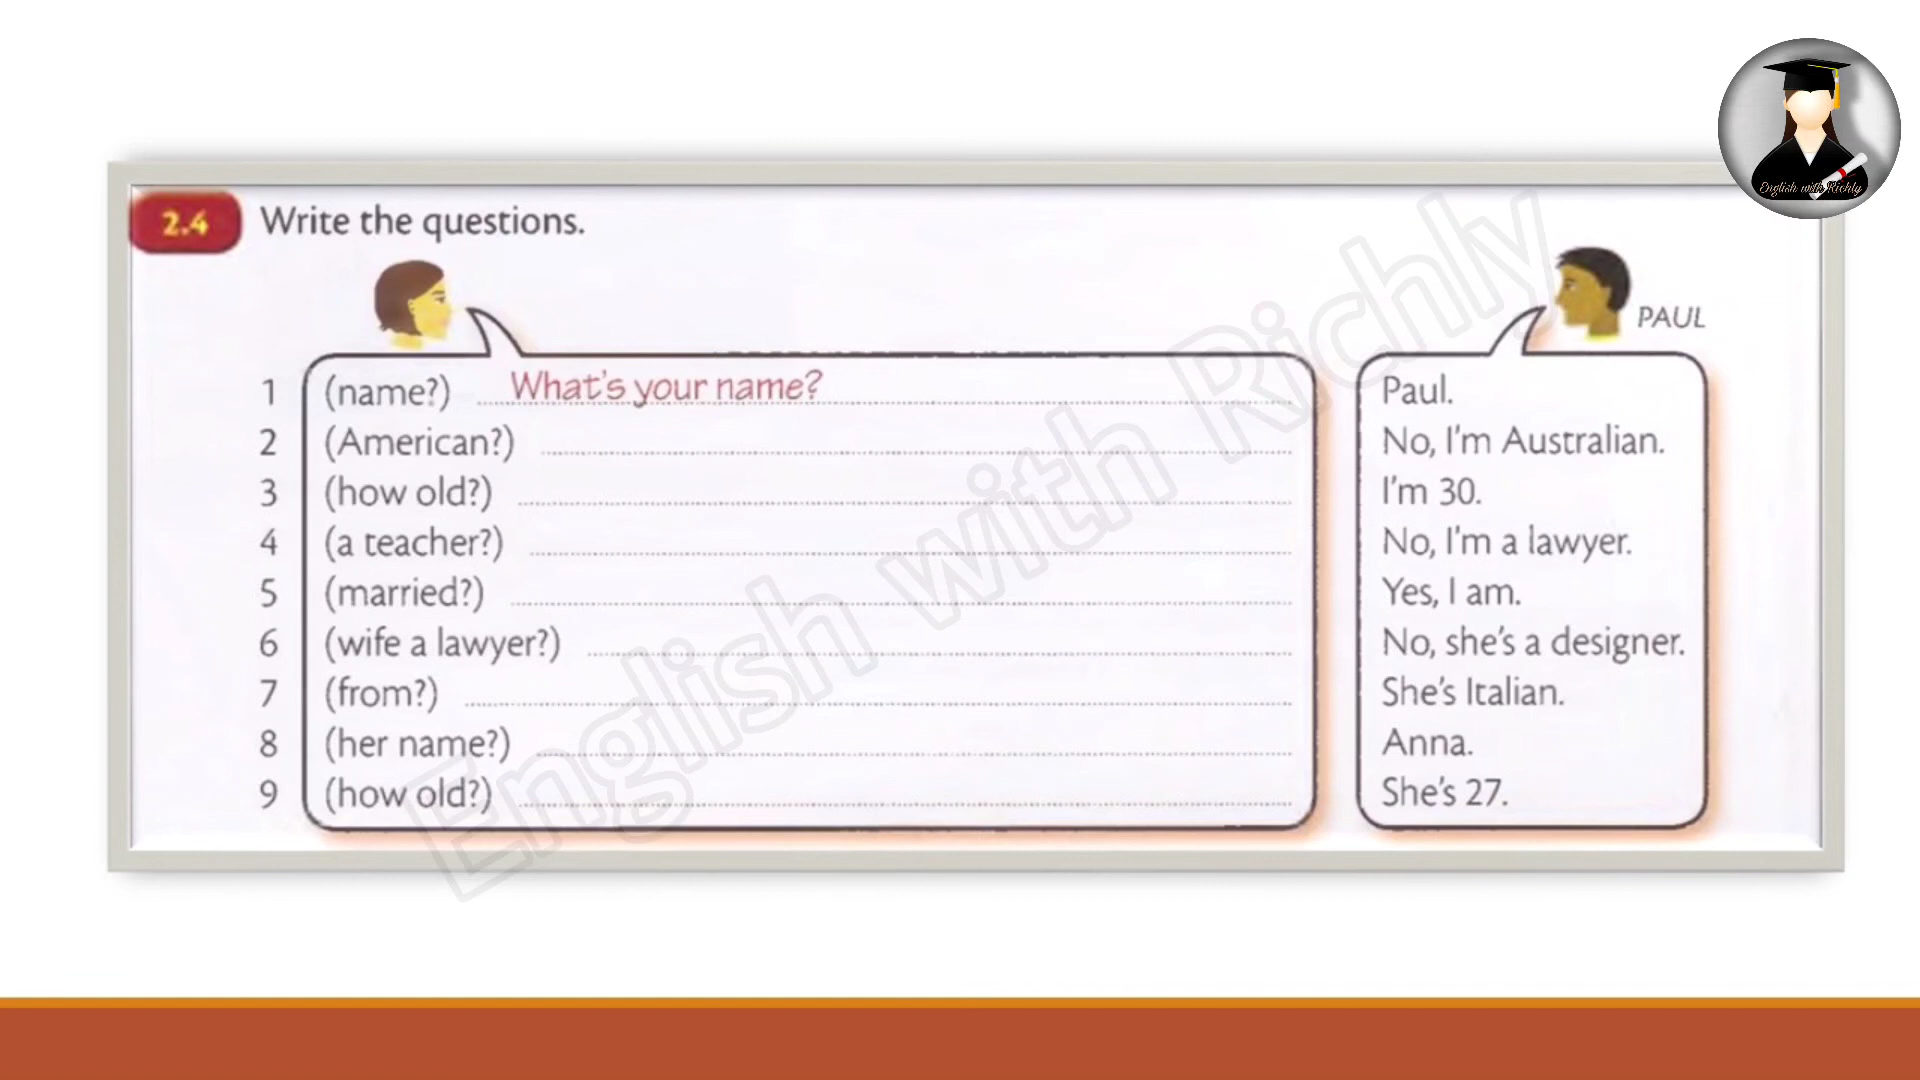 English with Richly
2.4 Write the questions.
PAUL
1 (name?) What's your name? Paul.
2 (American?) No, I'm Australian.
3 (how old?) I'm 30.
4 (a teacher?) No, I'm a lawyer.
5 (married?) Yes, I am.
6 (wife a lawyer?) No, she's a designer.
7 (from?) She's Italian.
8 (her name?) Anna.
9 (how old?) She's 27.
English with Richly